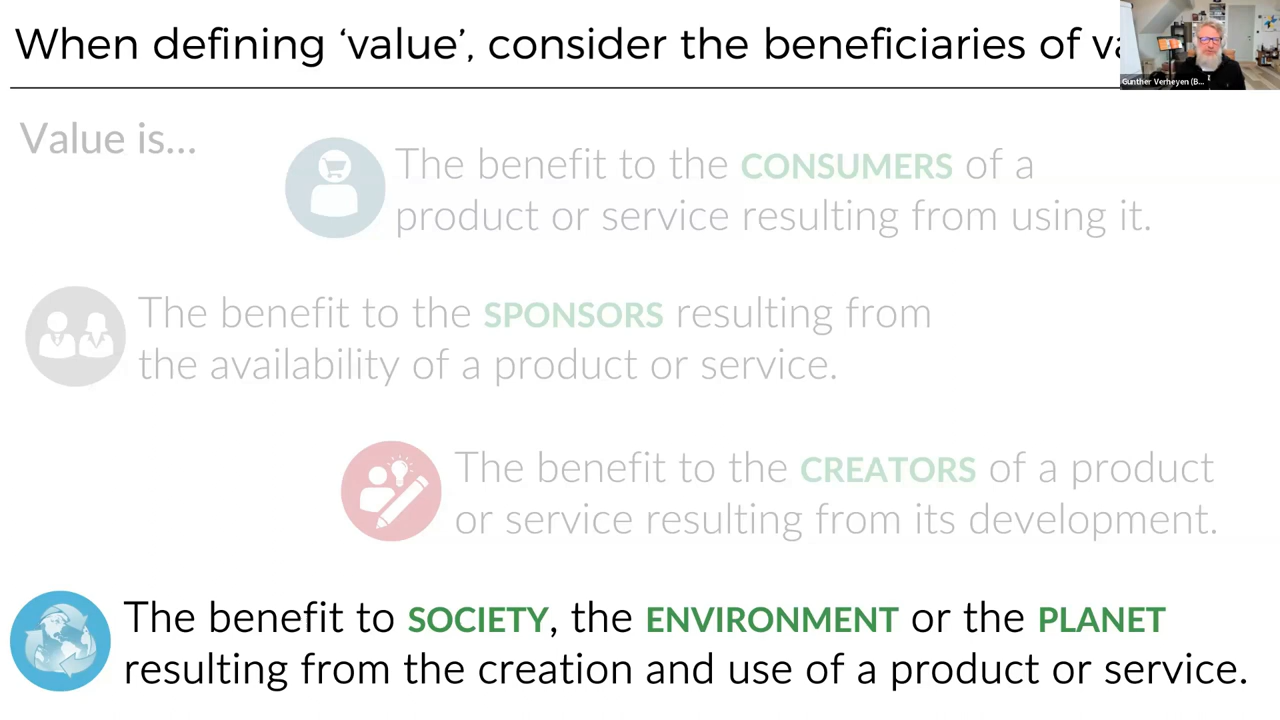 When defining ‘value’, consider the beneficiaries of
Gunther Verheyen (B...
Value is...
The benefit to the CONSUMERS of a
product or service resulting from using it.
The benefit to the SPONSORS resulting from
the availability of a product or service.
The benefit to the CREATORS of a product
or service resulting from its development.
The benefit to SOCIETY, the ENVIRONMENT or the PLANET
resulting from the creation and use of a product or service.